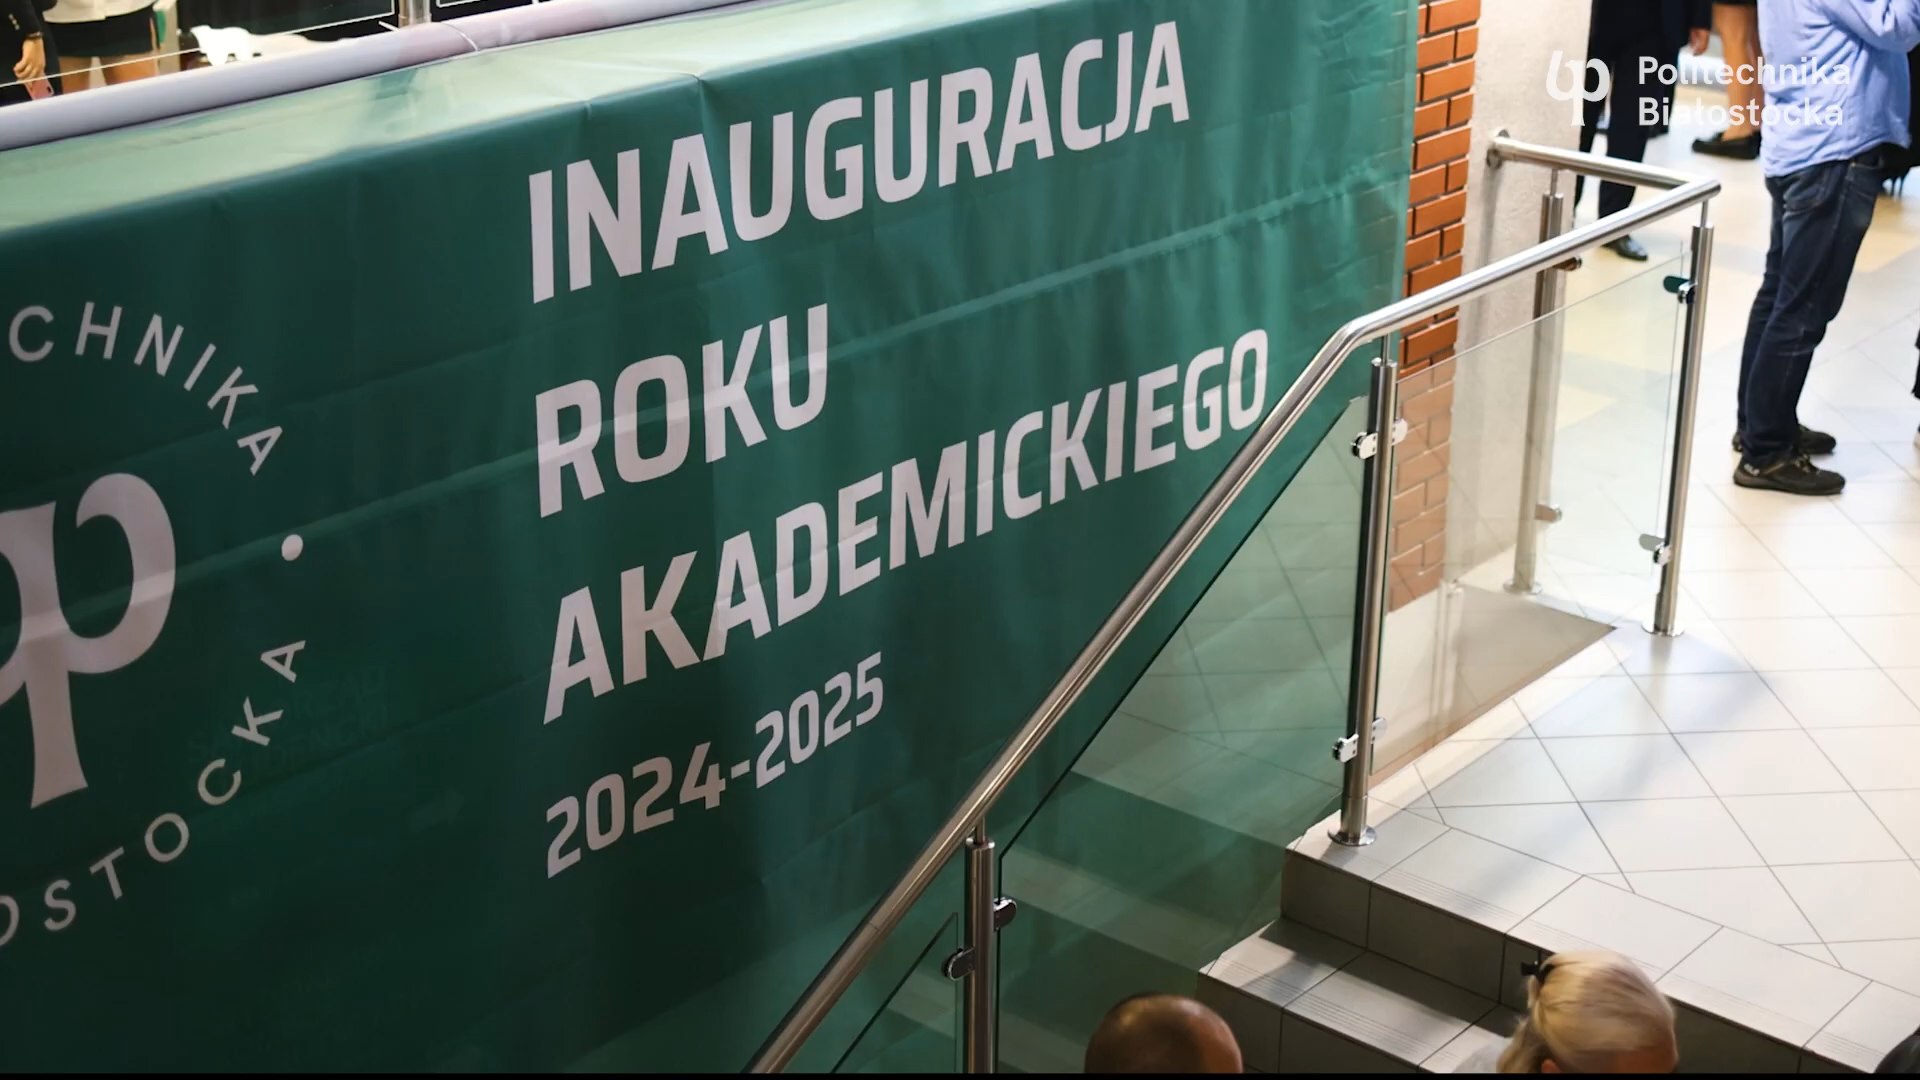 INAUGURACJA
ROKU
AKADEMICKIEGO
2024-2025
CHNIKA
OSTOCKA
Politechnika
Białostocka